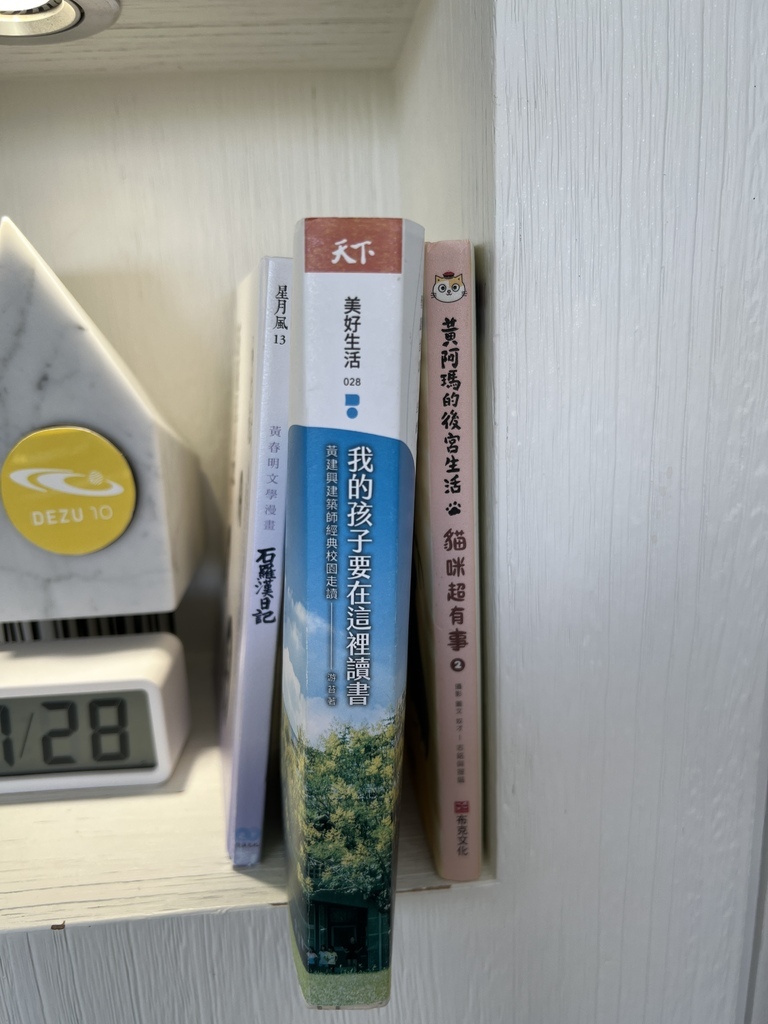 DEZU 10
1/28
星月風
13
黃春明文學漫畫
石羅漢日記
天下
美好生活
028
我的孩子要在這裡讀書
黃建興建築師經典校園走讀
游苔 著
黃阿瑪的後宮生活
貓咪超有事
2
布克文化